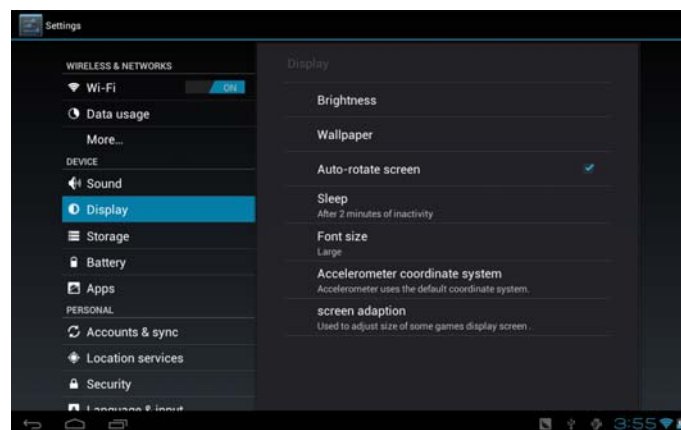 Settings
WIRELESS & NETWORKS
Wi-Fi ON
Data usage
More...
DEVICE
Sound
Display
Storage
Battery
Apps
PERSONAL
Accounts & sync
Location services
Security
Language & input
Display
Brightness
Wallpaper
Auto-rotate screen
Sleep
After 2 minutes of inactivity
Font size
Large
Accelerometer coordinate system
Accelerometer uses the default coordinate system.
screen adaption
Used to adjust size of some games display screen .
3:55